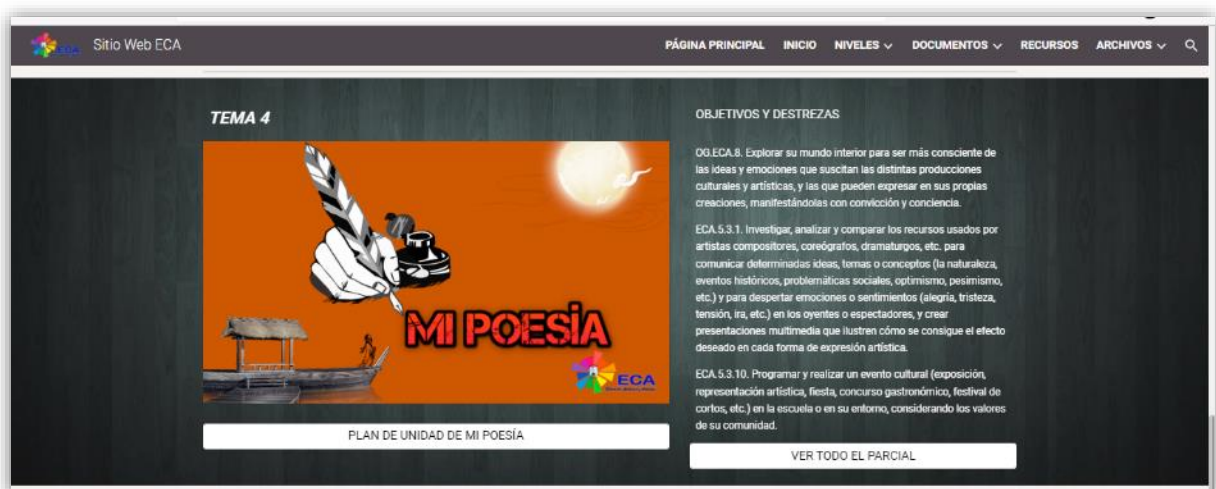 ECA
Sitio Web ECA
PÁGINA PRINCIPAL
INICIO
NIVELES
DOCUMENTOS
RECURSOS
ARCHIVOS
TEMA 4
MI POESÍA
ECA
PLAN DE UNIDAD DE MI POESÍA
OBJETIVOS Y DESTREZAS
OG.ECA.8. Explorar su mundo interior para ser más consciente de
las ideas y emociones que suscitan las distintas producciones
culturales y artísticas, y las que pueden expresar en sus propias
creaciones, manifestándolas con convicción y conciencia.
ECA.5.3.1. Investigar, analizar y comparar los recursos usados por
artistas compositores, coreógrafos, dramaturgos, etc. para
comunicar determinadas ideas, temas o conceptos (la naturaleza,
eventos históricos, problemáticas sociales, optimismo, pesimismo,
etc.) y para despertar emociones o sentimientos (alegría, tristeza,
tensión, ira, etc.) en los oyentes o espectadores, y crear
presentaciones multimedia que ilustren cómo se consigue el efecto
deseado en cada forma de expresión artística.
ECA.5.3.10. Programar y realizar un evento cultural (exposición,
representación artística, fiesta, concurso gastronómico, festival de
cortos, etc.) en la escuela o en su entorno, considerando los valores
de su comunidad.
VER TODO EL PARCIAL